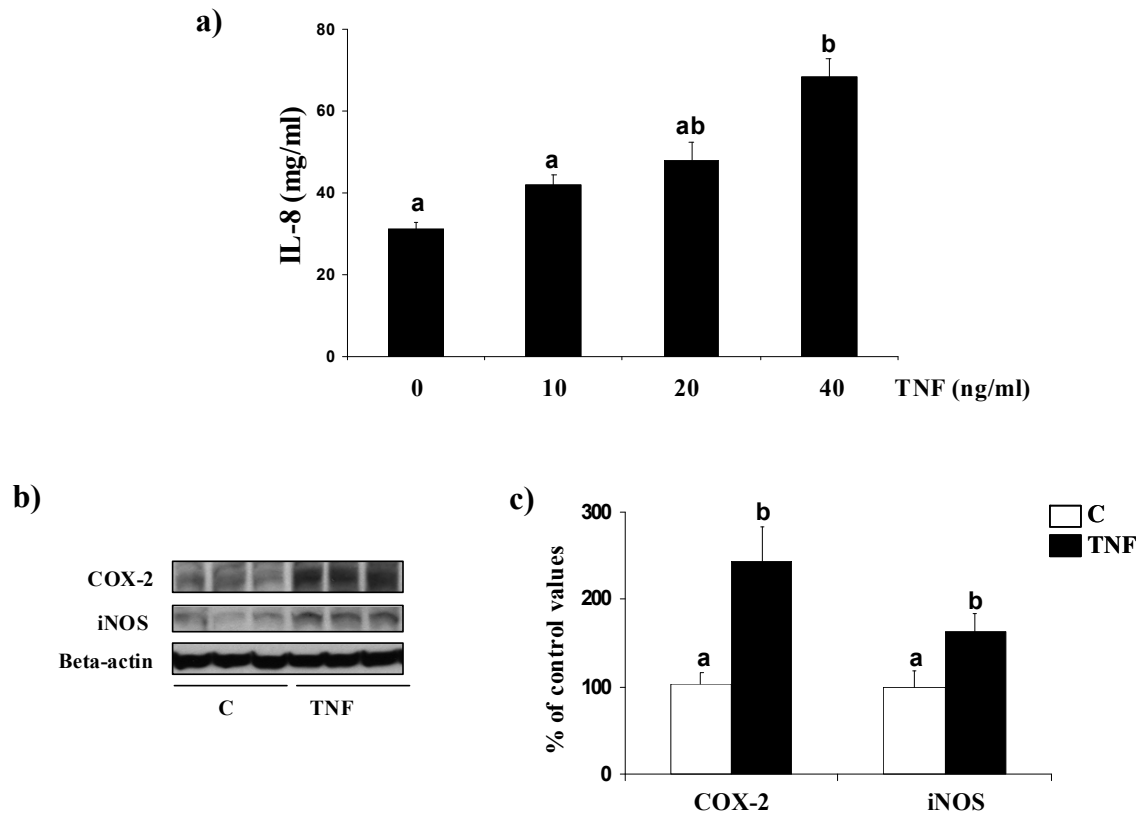 a)
80
60
40
20
0
IL-8 (mg/ml)
a
a
ab
b
0 10 20 40 TNF (ng/ml)
b)
COX-2
iNOS
Beta-actin
C TNF
c)
300
200
100
0
% of control values
a
b
a
b
COX-2 iNOS
C
TNF